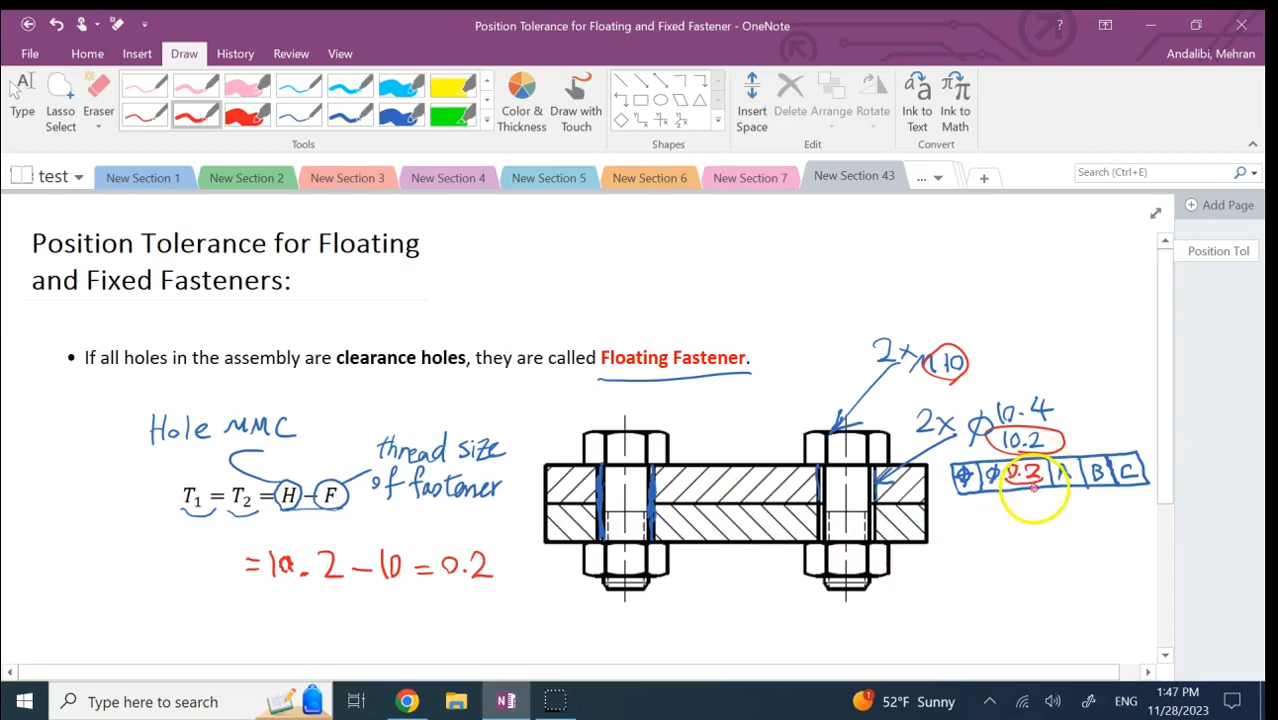 Position Tolerance for Floating and Fixed Fastener - OneNote
File Home Insert Draw History Review View
Andalibi, Mehran
Type
Lasso Select
Eraser
Color & Thickness
Draw with Touch
Insert Space
Delete
Arrange
Rotate
Ink to Text
Ink to Math
Tools
Shapes
Edit
Convert
test
New Section 1
New Section 2
New Section 3
New Section 4
New Section 5
New Section 6
New Section 7
New Section 43
...
Search (Ctrl+E)
Add Page
Position Tol
Position Tolerance for Floating
and Fixed Fasteners:
• If all holes in the assembly are clearance holes, they are called Floating Fastener.
2x M10
Hole MMC
thread size
of fastener
T1 = T2 = H – F
= 10.2 – 10 = 0.2
2x Ø 10.4
10.2
⌖ Ø 0.2 A B C
Type here to search
52°F Sunny
ENG
1:47 PM
11/28/2023